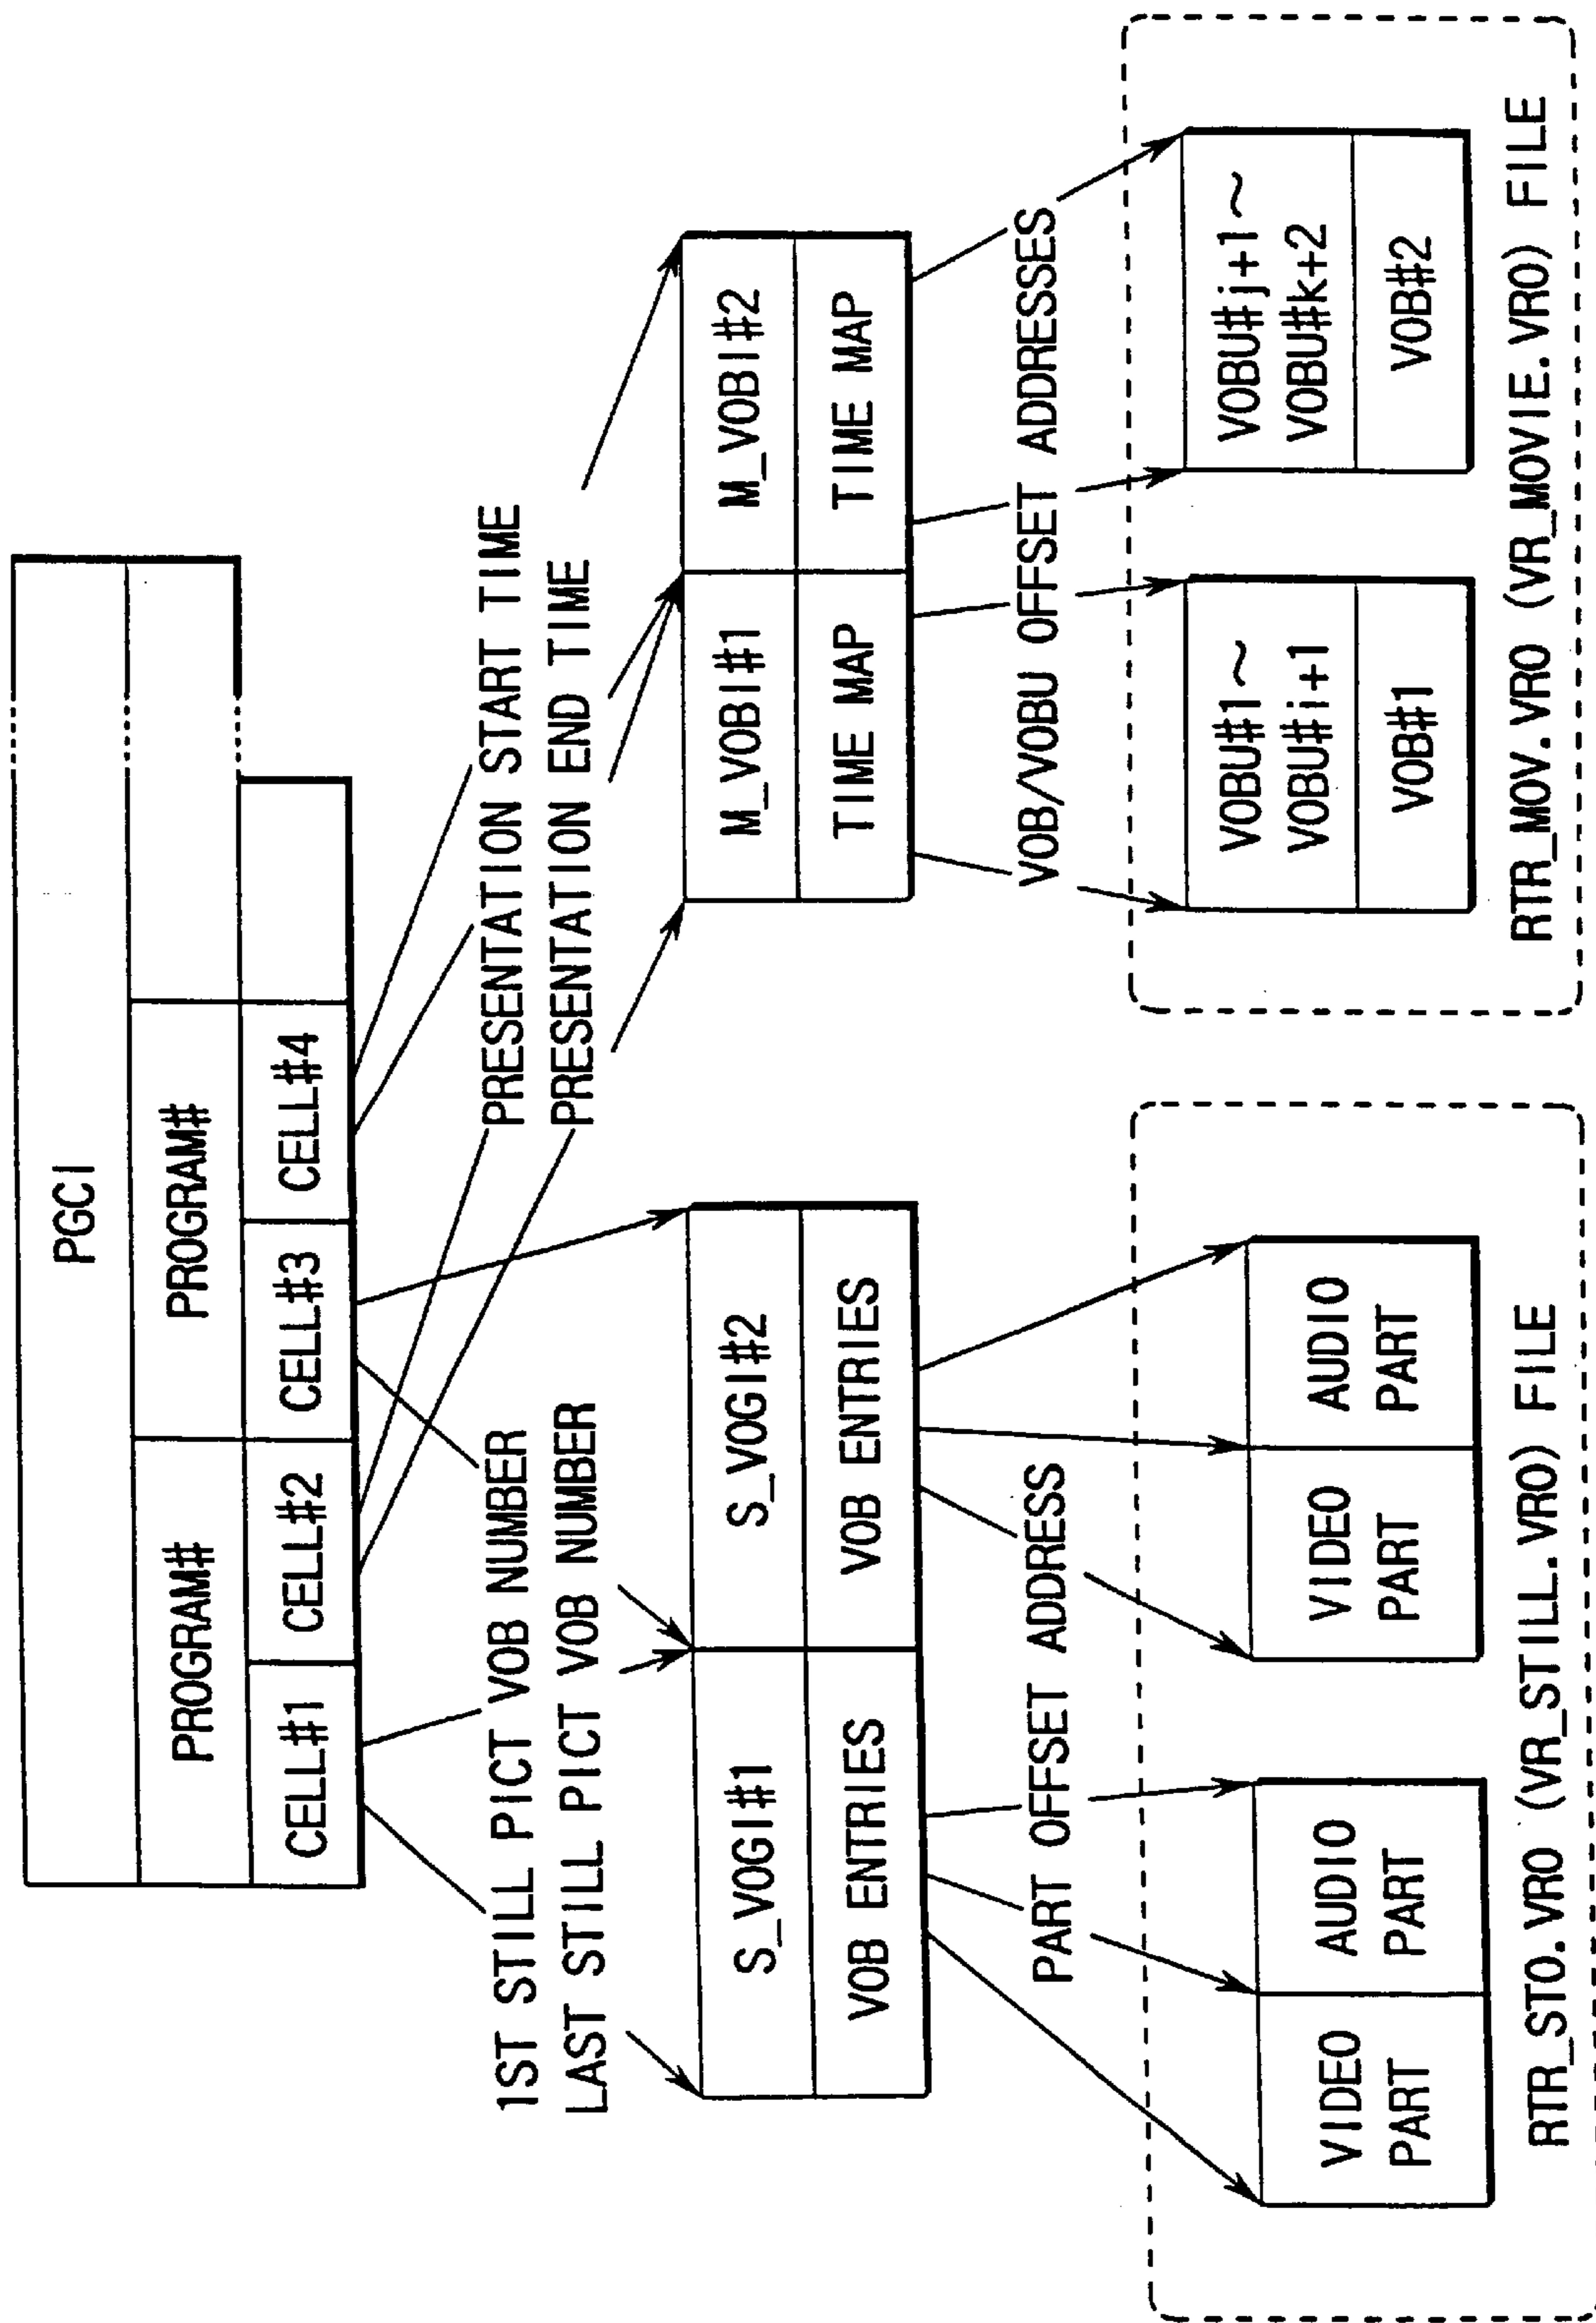 PGCI
PROGRAM#
PROGRAM#
CELL#1
CELL#2
CELL#3
CELL#4
1ST STILL PICT VOB NUMBER
LAST STILL PICT VOB NUMBER
PRESENTATION START TIME
PRESENTATION END TIME
S_VOGI#1
S_VOGI#2
VOB ENTRIES
VOB ENTRIES
M_VOBI#1
M_VOBI#2
TIME MAP
TIME MAP
PART OFFSET ADDRESS
VOB/VOBU OFFSET ADDRESSES
VIDEO
PART
AUDIO
PART
VIDEO
PART
AUDIO
PART
VOBU#1~
VOBU#i+1
VOB#1
VOBU#j+1~
VOBU#k+2
VOB#2
RTR_STO.VRO (VR_STILL.VRO) FILE
RTR_MOV.VRO (VR_MOVIE.VRO) FILE